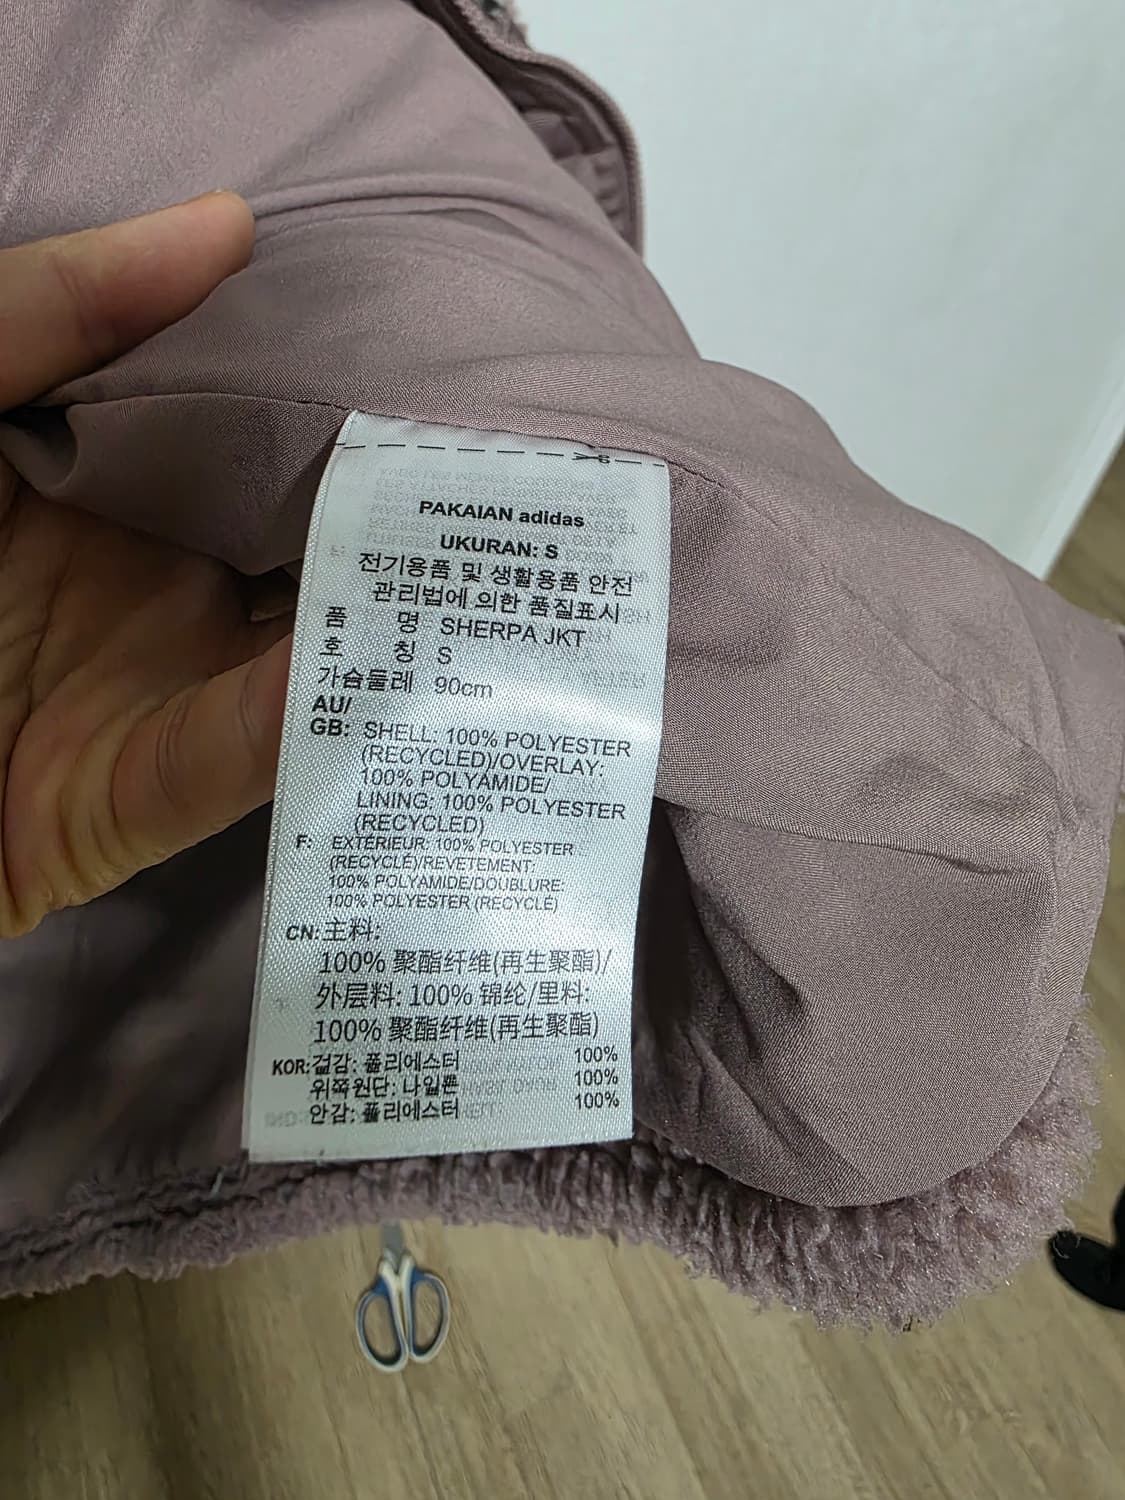 PAKAIAN adidas
UKURAN: S
전기용품 및 생활용품 안전
관리법에 의한 품질표시
품 명 SHERPA JKT
호 칭 S
가슴둘레 90cm
AU/
GB: SHELL: 100% POLYESTER
(RECYCLED)/OVERLAY:
100% POLYAMIDE/
LINING: 100% POLYESTER
(RECYCLED)
F: EXTERIEUR: 100% POLYESTER
(RECYCLE)/REVETEMENT:
100% POLYAMIDE/DOUBLURE:
100% POLYESTER (RECYCLE)
CN: 主料:
100% 聚酯纤维(再生聚酯)/
外层料: 100% 锦纶/里料:
100% 聚酯纤维(再生聚酯)
KOR: 겉감: 폴리에스터 100%
위쪽원단: 나일론 100%
안감: 폴리에스터 100%